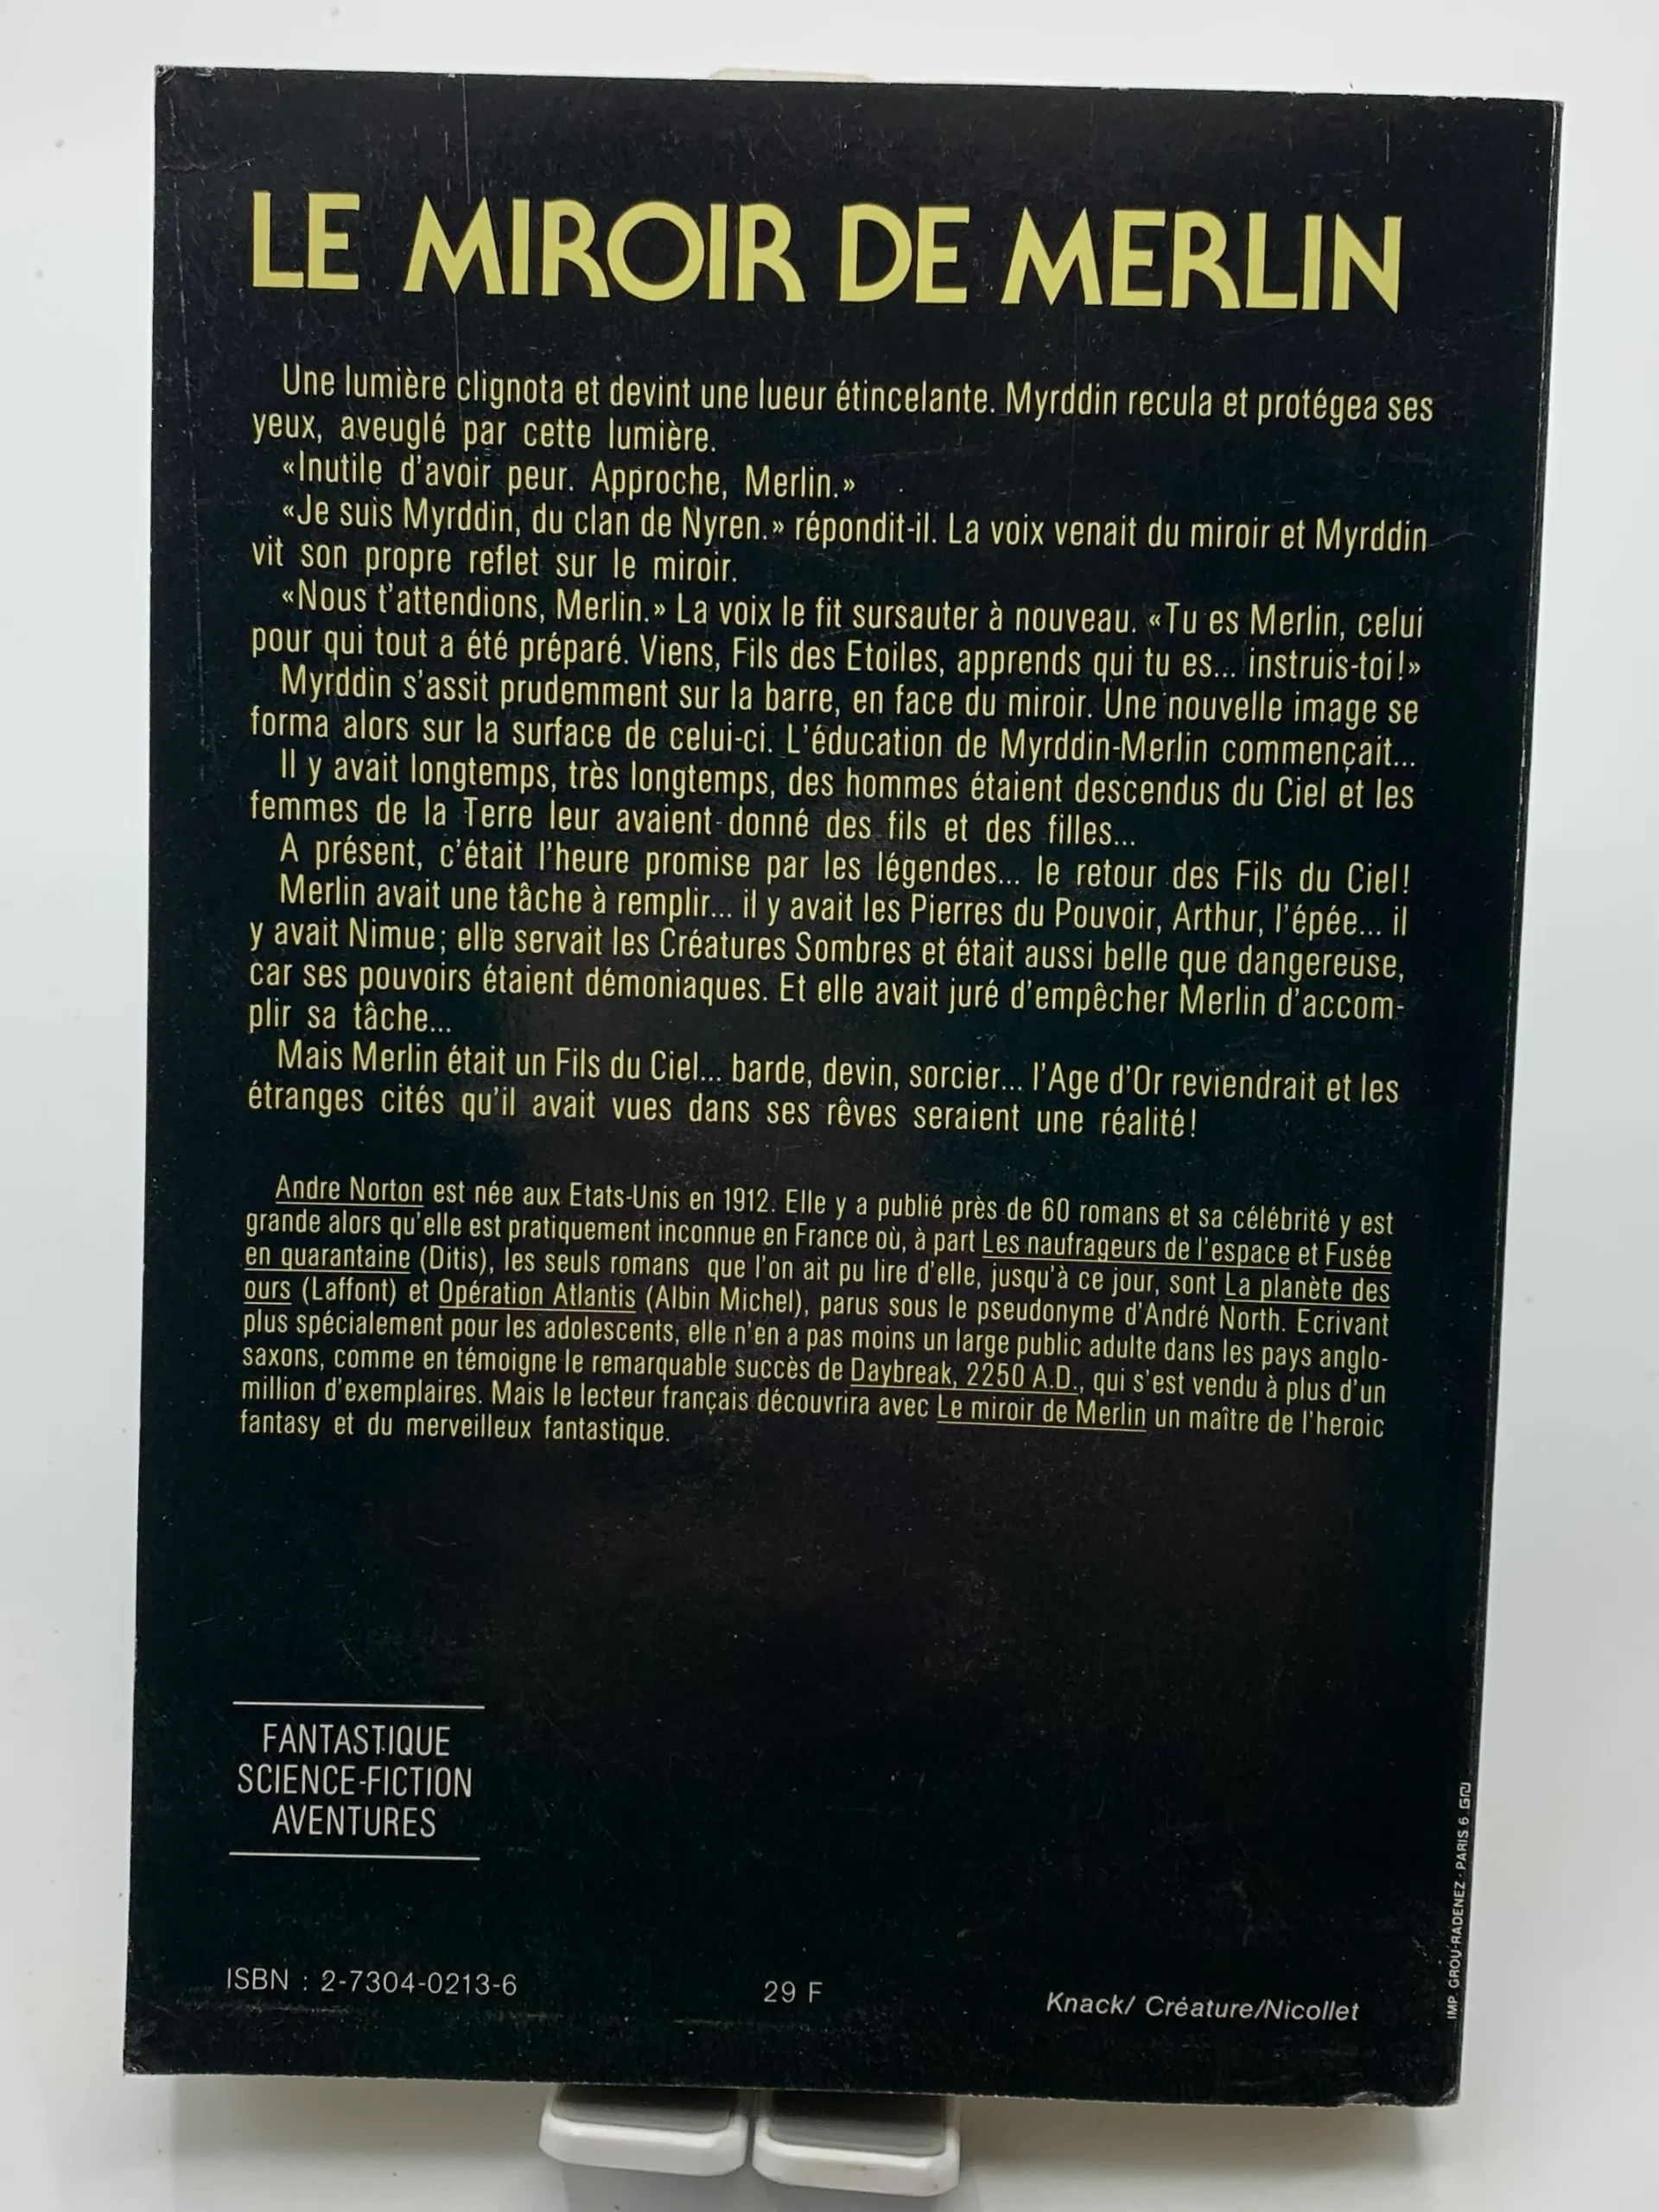 LE MIROIR DE MERLIN
Une lumière clignota et devint une lueur étincelante. Myrddin recula et protégea ses
yeux, aveuglé par cette lumière.
«Inutile d'avoir peur. Approche, Merlin.»
«Je suis Myrddin, du clan de Nyren.» répondit-il. La voix venait du miroir et Myrddin
vit son propre reflet sur le miroir.
«Nous t'attendions, Merlin.» La voix le fit sursauter à nouveau. «Tu es Merlin, celui
pour qui tout a été préparé. Viens, Fils des Etoiles, apprends qui tu es... instruis-toi!»
Myrddin s'assit prudemment sur la barre, en face du miroir. Une nouvelle image se
forma alors sur la surface de celui-ci. L'éducation de Myrddin-Merlin commençait...
Il y avait longtemps, très longtemps, des hommes étaient descendus du Ciel et les
femmes de la Terre leur avaient donné des fils et des filles...
A présent, c'était l'heure promise par les légendes... le retour des Fils du Ciel!
Merlin avait une tâche à remplir... il y avait les Pierres du Pouvoir, Arthur, l'épée... il
y avait Nimue; elle servait les Créatures Sombres et était aussi belle que dangereuse,
car ses pouvoirs étaient démoniaques. Et elle avait juré d'empêcher Merlin d'accom-
plir sa tâche...
Mais Merlin était un Fils du Ciel... barde, devin, sorcier... l'Age d'Or reviendrait et les
étranges cités qu'il avait vues dans ses rêves seraient une réalité!
Andre Norton est née aux Etats-Unis en 1912. Elle y a publié près de 60 romans et sa célébrité y est
grande alors qu'elle est pratiquement inconnue en France où, à part Les naufrageurs de l'espace et Fusée
en quarantaine (Ditis), les seuls romans que l'on ait pu lire d'elle, jusqu'à ce jour, sont La planète des
ours (Laffont) et Opération Atlantis (Albin Michel), parus sous le pseudonyme d'André North. Ecrivant
plus spécialement pour les adolescents, elle n'en a pas moins un large public adulte dans les pays anglo-
saxons, comme en témoigne le remarquable succès de Daybreak, 2250 A.D., qui s'est vendu à plus d'un
million d'exemplaires. Mais le lecteur français découvrira avec Le miroir de Merlin un maître de l'heroic
fantasy et du merveilleux fantastique.
FANTASTIQUE
SCIENCE-FICTION
AVENTURES
ISBN : 2-7304-0213-6
29 F
Knack/ Créature/Nicollet
IMP. GROU-RADENEZ · PARIS 6